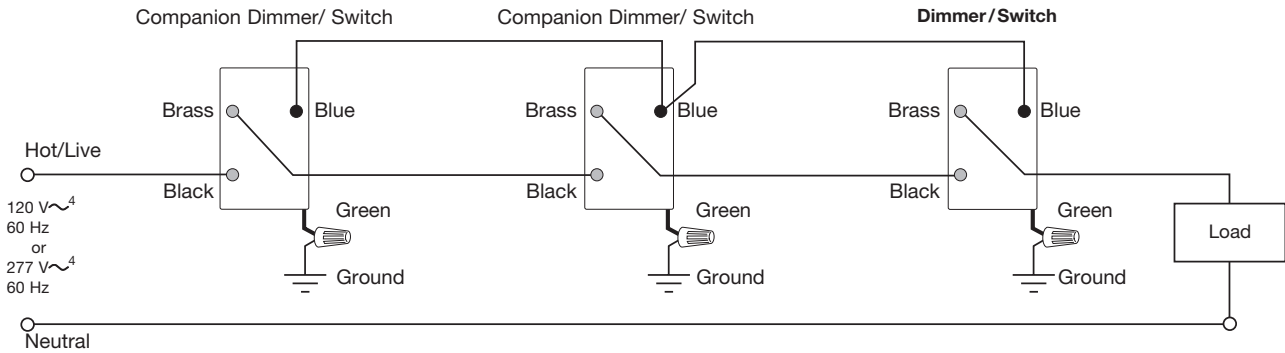 Companion Dimmer/ Switch
Companion Dimmer/ Switch
Dimmer/Switch
Brass
Blue
Brass
Blue
Brass
Blue
Hot/Live
Black
Black
Black
120 V～⁴
60 Hz
or
277 V～⁴
60 Hz
Green
Green
Green
Load
Ground
Ground
Ground
Neutral